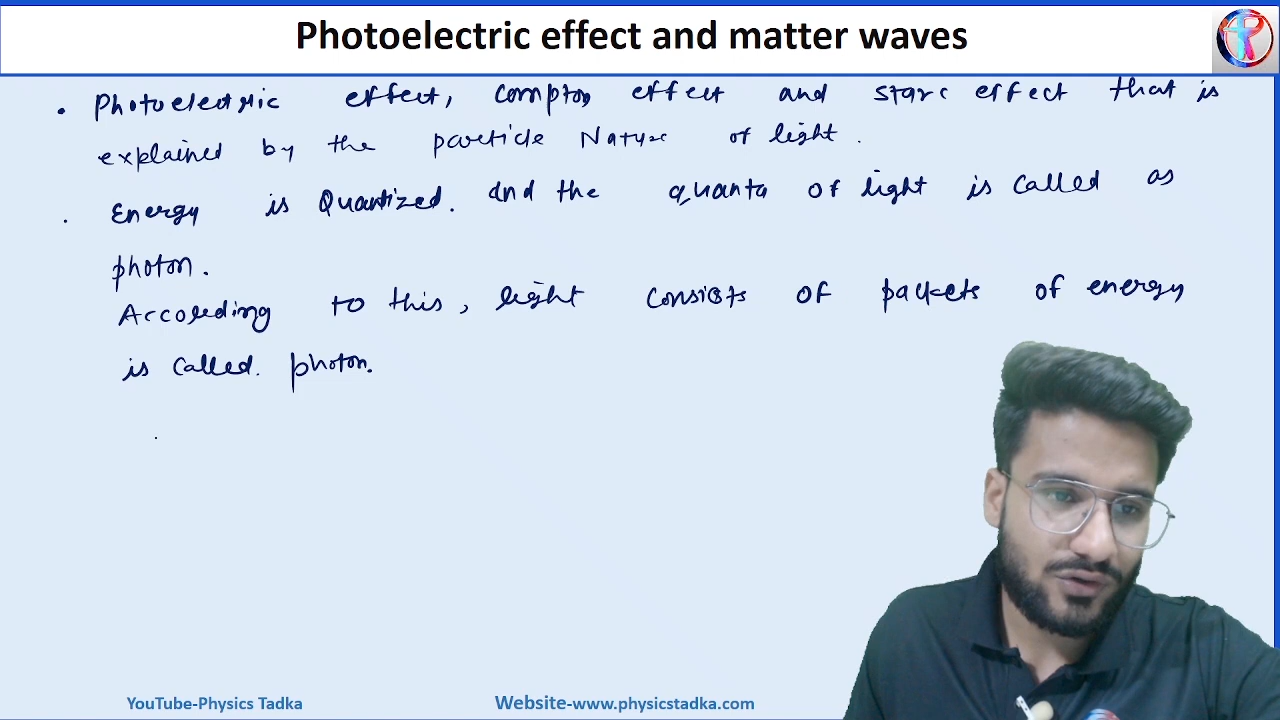 Photoelectric effect and matter waves
• Photoelectric effect, Compton effect and starc effect that is
explained by the particle Nature of light.
• Energy is Quantized. and the quanta of light is called as
photon.
According to this, light consists of packets of energy
is called. photon.
YouTube-Physics Tadka
Website-www.physicstadka.com